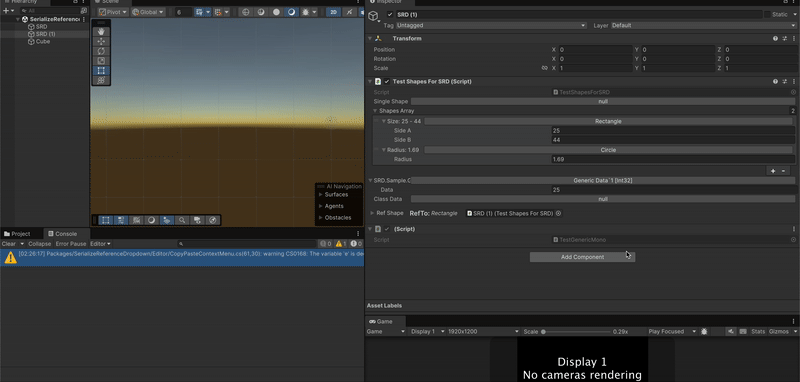 Hierarchy
Scene
Inspector
All
SerializeReferenc
SRD
SRD (1)
Cube
Pivot
Global
6
2D
AI Navigation
Surfaces
Agents
Obstacles
SRD (1)
Static
Tag Untagged
Layer Default
Transform
Position X 0 Y 0 Z 0
Rotation X 0 Y 0 Z 0
Scale X 1 Y 1 Z 1
Test Shapes For SRD (Script)
Script TestShapesForSRD
Single Shape null
Shapes Array 2
Size: 25 - 44 Rectangle
Side A 25
Side B 44
Radius: 1.69 Circle
Radius 1.69
+ -
SRD.Sample.G Generic Data`1 [Int32]
Data 25
Class Data null
Ref Shape RefTo: Rectangle SRD (1) (Test Shapes For SRD)
(Script)
Script TestGenericMono
Add Component
Asset Labels
Project Console
Clear Collapse Error Pause Editor 0 1 0
[02:26:17] Packages/SerializeReferenceDropdown/Editor/CopyPasteContextMenu.cs(61,30): warning CS0168: The variable 'e' is de
Game
Game Display 1 1920x1200 Scale 0.29x Play Focused Stats Gizmos
Display 1
No cameras rendering